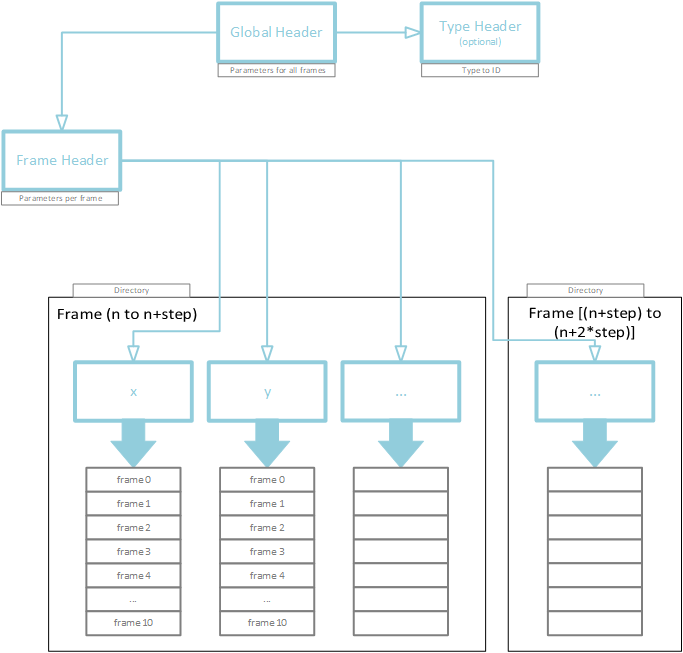 Global Header
Parameters for all frames
Type Header
(optional)
Type to ID
Frame Header
Parameters per frame
Directory
Frame (n to n+step)
x
y
...
frame 0
frame 1
frame 2
frame 3
frame 4
...
frame 10
frame 0
frame 1
frame 2
frame 3
frame 4
...
frame 10
Directory
Frame [(n+step) to
(n+2*step)]
...